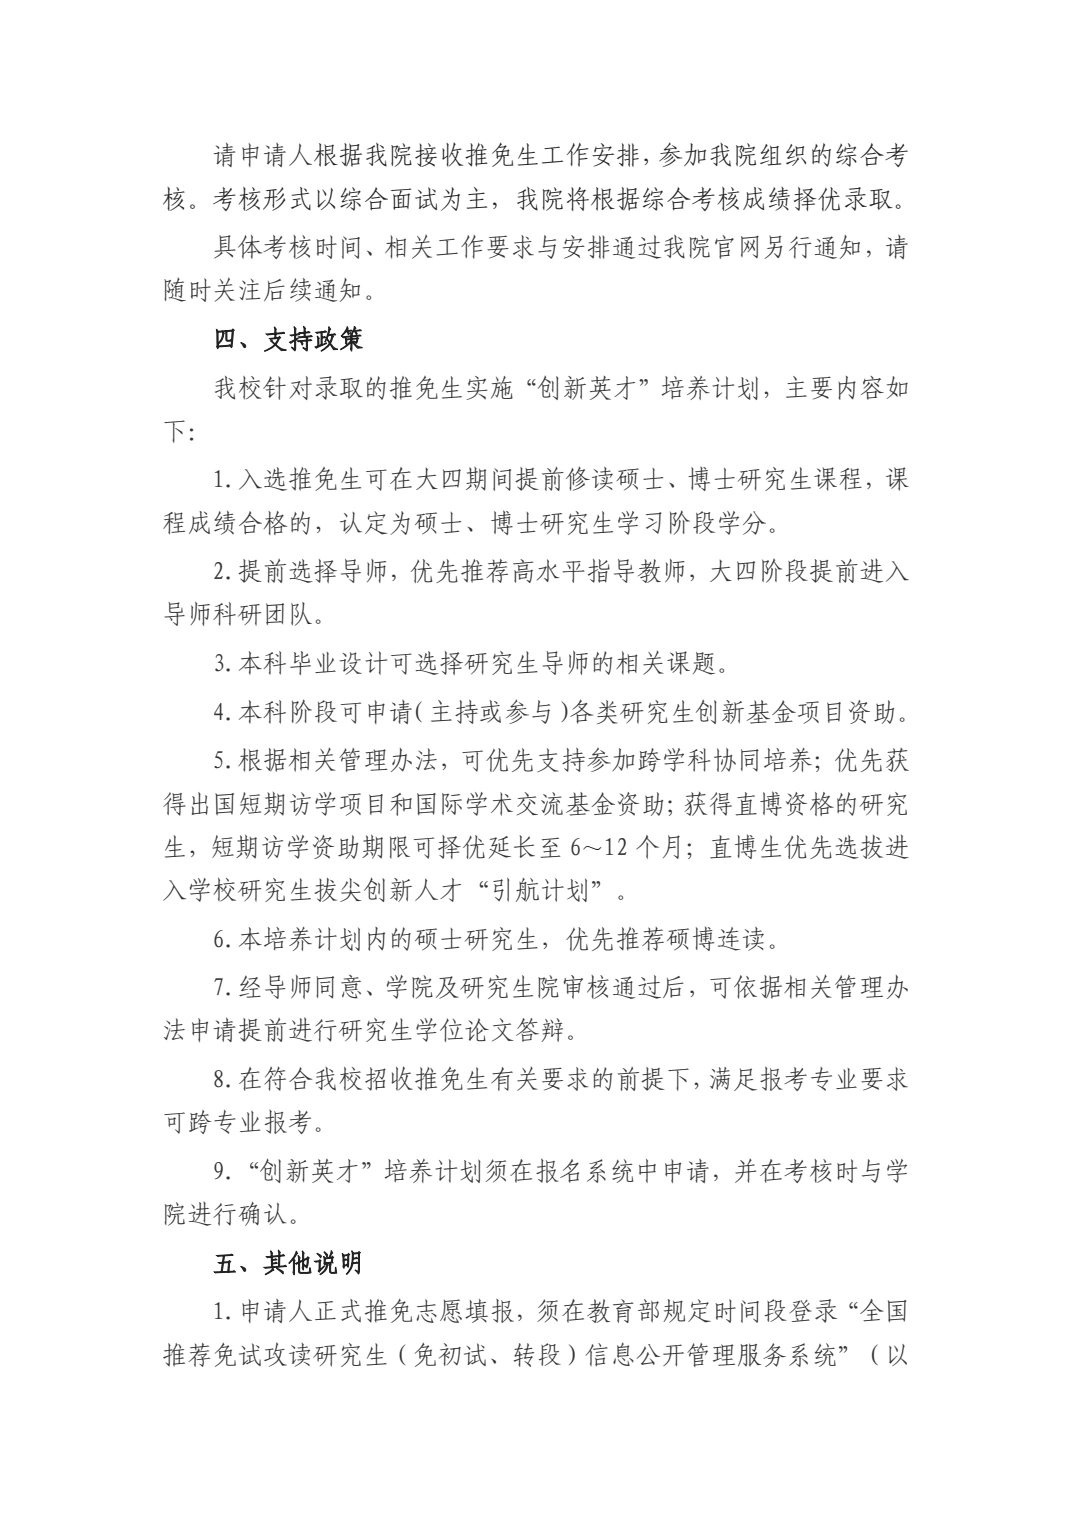 请申请人根据我院接收推免生工作安排，参加我院组织的综合考
核。考核形式以综合面试为主，我院将根据综合考核成绩择优录取。
具体考核时间、相关工作要求与安排通过我院官网另行通知，请
随时关注后续通知。
四、支持政策
我校针对录取的推免生实施“创新英才”培养计划，主要内容如
下：
1.入选推免生可在大四期间提前修读硕士、博士研究生课程，课
程成绩合格的，认定为硕士、博士研究生学习阶段学分。
2.提前选择导师，优先推荐高水平指导教师，大四阶段提前进入
导师科研团队。
3.本科毕业设计可选择研究生导师的相关课题。
4.本科阶段可申请（主持或参与）各类研究生创新基金项目资助。
5.根据相关管理办法，可优先支持参加跨学科协同培养；优先获
得出国短期访学项目和国际学术交流基金资助；获得直博资格的研究
生，短期访学资助期限可择优延长至 6～12 个月；直博生优先选拔进
入学校研究生拔尖创新人才“引航计划”。
6.本培养计划内的硕士研究生，优先推荐硕博连读。
7.经导师同意、学院及研究生院审核通过后，可依据相关管理办
法申请提前进行研究生学位论文答辩。
8.在符合我校招收推免生有关要求的前提下，满足报考专业要求
可跨专业报考。
9.“创新英才”培养计划须在报名系统中申请，并在考核时与学
院进行确认。
五、其他说明
1.申请人正式推免志愿填报，须在教育部规定时间段登录“全国
推荐免试攻读研究生（免初试、转段）信息公开管理服务系统”（以